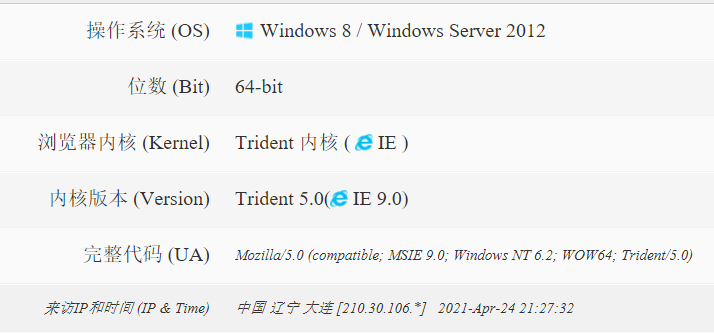 操作系统 (OS) Windows 8 / Windows Server 2012
位数 (Bit) 64-bit
浏览器内核 (Kernel) Trident 内核 ( IE )
内核版本 (Version) Trident 5.0( IE 9.0)
完整代码 (UA) Mozilla/5.0 (compatible; MSIE 9.0; Windows NT 6.2; WOW64; Trident/5.0)
来访IP和时间 (IP & Time) 中国 辽宁 大连 [210.30.106.*] 2021-Apr-24 21:27:32